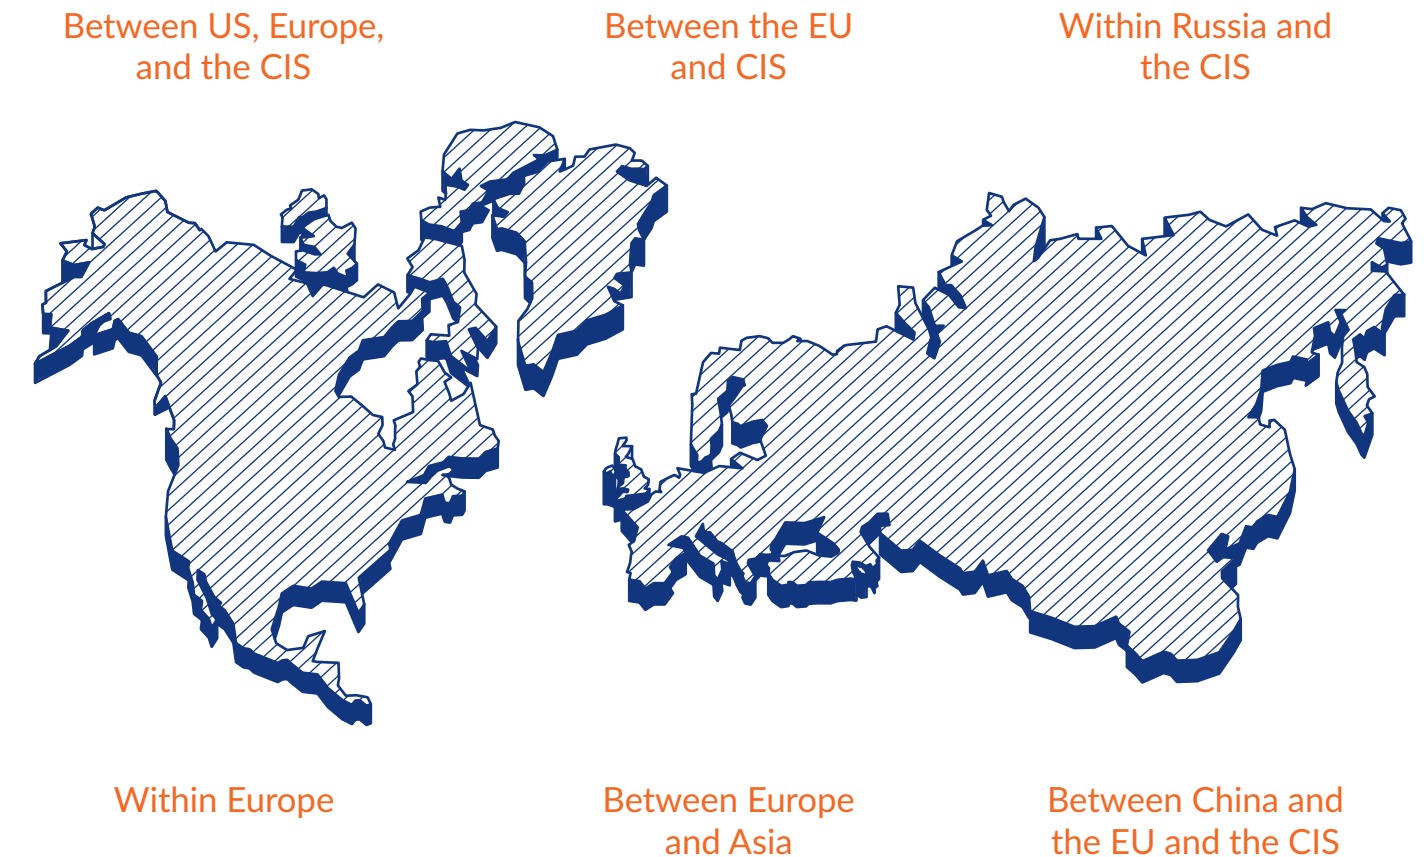 Between US, Europe,
and the CIS
Between the EU
and CIS
Within Russia and
the CIS
Within Europe
Between Europe
and Asia
Between China and
the EU and the CIS